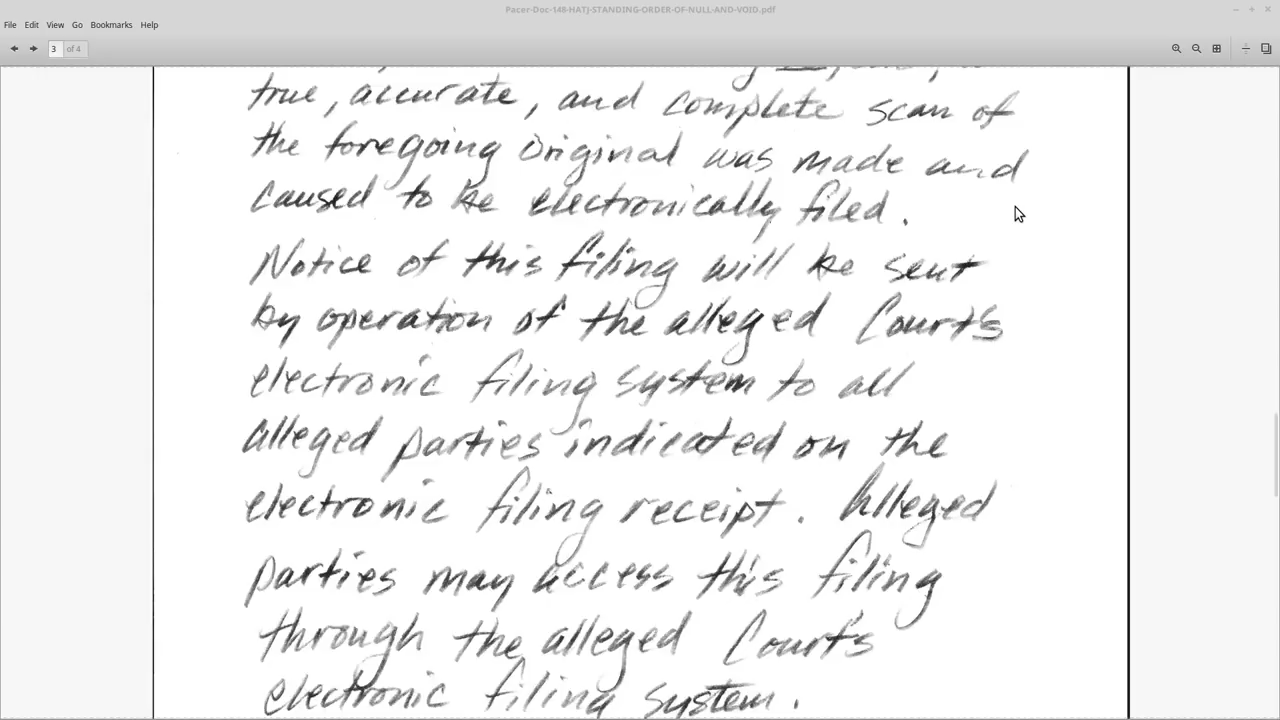 Pacer-Doc-148-HATJ-STANDING-ORDER-OF-NULL-AND-VOID.pdf
File Edit View Go Bookmarks Help
3 of 4
true, accurate, and complete scan of
the foregoing Original was made and
caused to be electronically filed.
Notice of this filing will be sent
by operation of the alleged Court's
electronic filing system to all
alleged parties indicated on the
electronic filing receipt. Alleged
parties may access this filing
through the alleged Court's
electronic filing system.